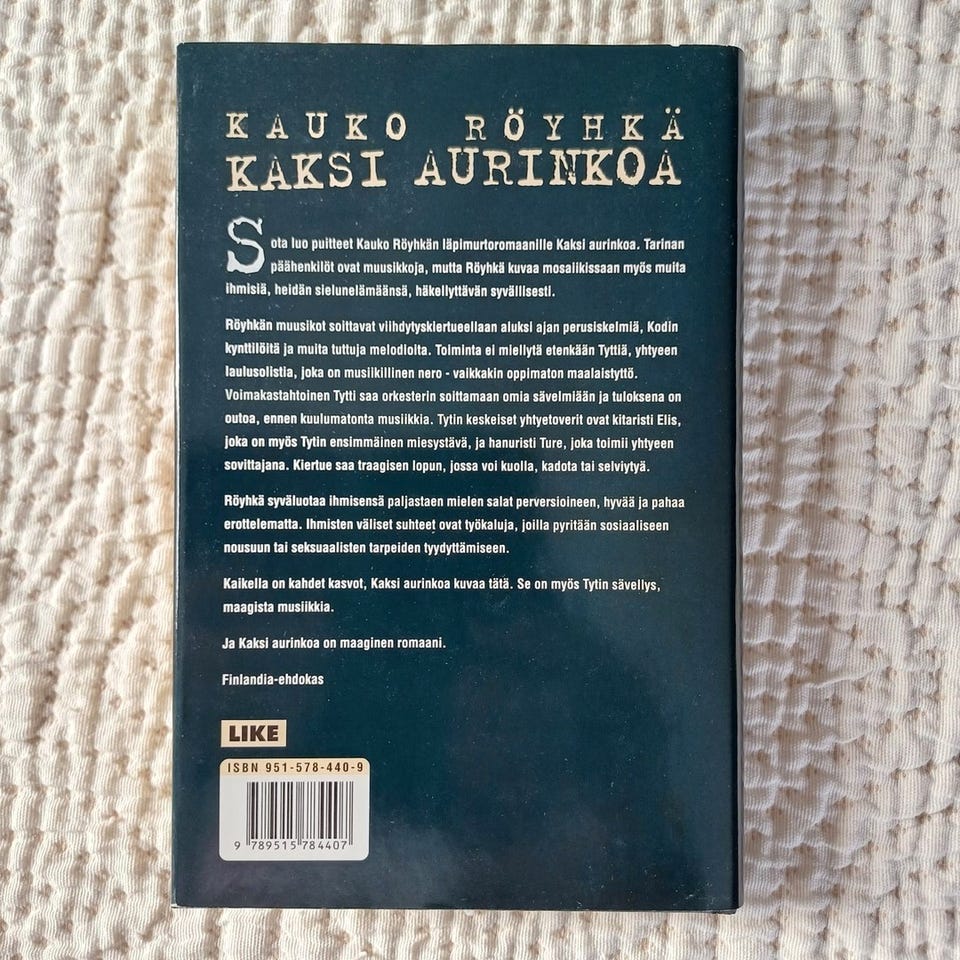 KAUKO RÖYHKÄ
KAKSI AURINKOA
Sota luo puitteet Kauko Röyhkän läpimurtoromaanille Kaksi aurinkoa. Tarinan
päähenkilöt ovat muusikkoja, mutta Röyhkä kuvaa mosaiikissaan myös muita
ihmisiä, heidän sielunelämäänsä, häkellyttävän syvällisesti.
Röyhkän muusikot soittavat viihdytyskiertueellaan aluksi ajan perusiskelmiä, Kodin
kynttilöitä ja muita tuttuja melodioita. Toiminta ei miellytä etenkään Tyttiä, yhtyeen
laulusolistia, joka on musiikillinen nero - vaikkakin oppimaton maalaistyttö.
Voimakastahtoinen Tytti saa orkesterin soittamaan omia sävelmiään ja tuloksena on
outoa, ennen kuulumatonta musiikkia. Tytin keskeiset yhtyetoverit ovat kitaristi Elis,
joka on myös Tytin ensimmäinen miesystävä, ja hanuristi Ture, joka toimii yhtyeen
sovittajana. Kiertue saa traagisen lopun, jossa voi kuolla, kadota tai selviytyä.
Röyhkä syväluotaa ihmisensä paljastaen mielen salat perversioineen, hyvää ja pahaa
erottelematta. Ihmisten väliset suhteet ovat työkaluja, joilla pyritään sosiaaliseen
nousuun tai seksuaalisten tarpeiden tyydyttämiseen.
Kaikella on kahdet kasvot, Kaksi aurinkoa kuvaa tätä. Se on myös Tytin sävellys,
maagista musiikkia.
Ja Kaksi aurinkoa on maaginen romaani.
Finlandia-ehdokas
LIKE
ISBN 951-578-440-9
9 789515 784407